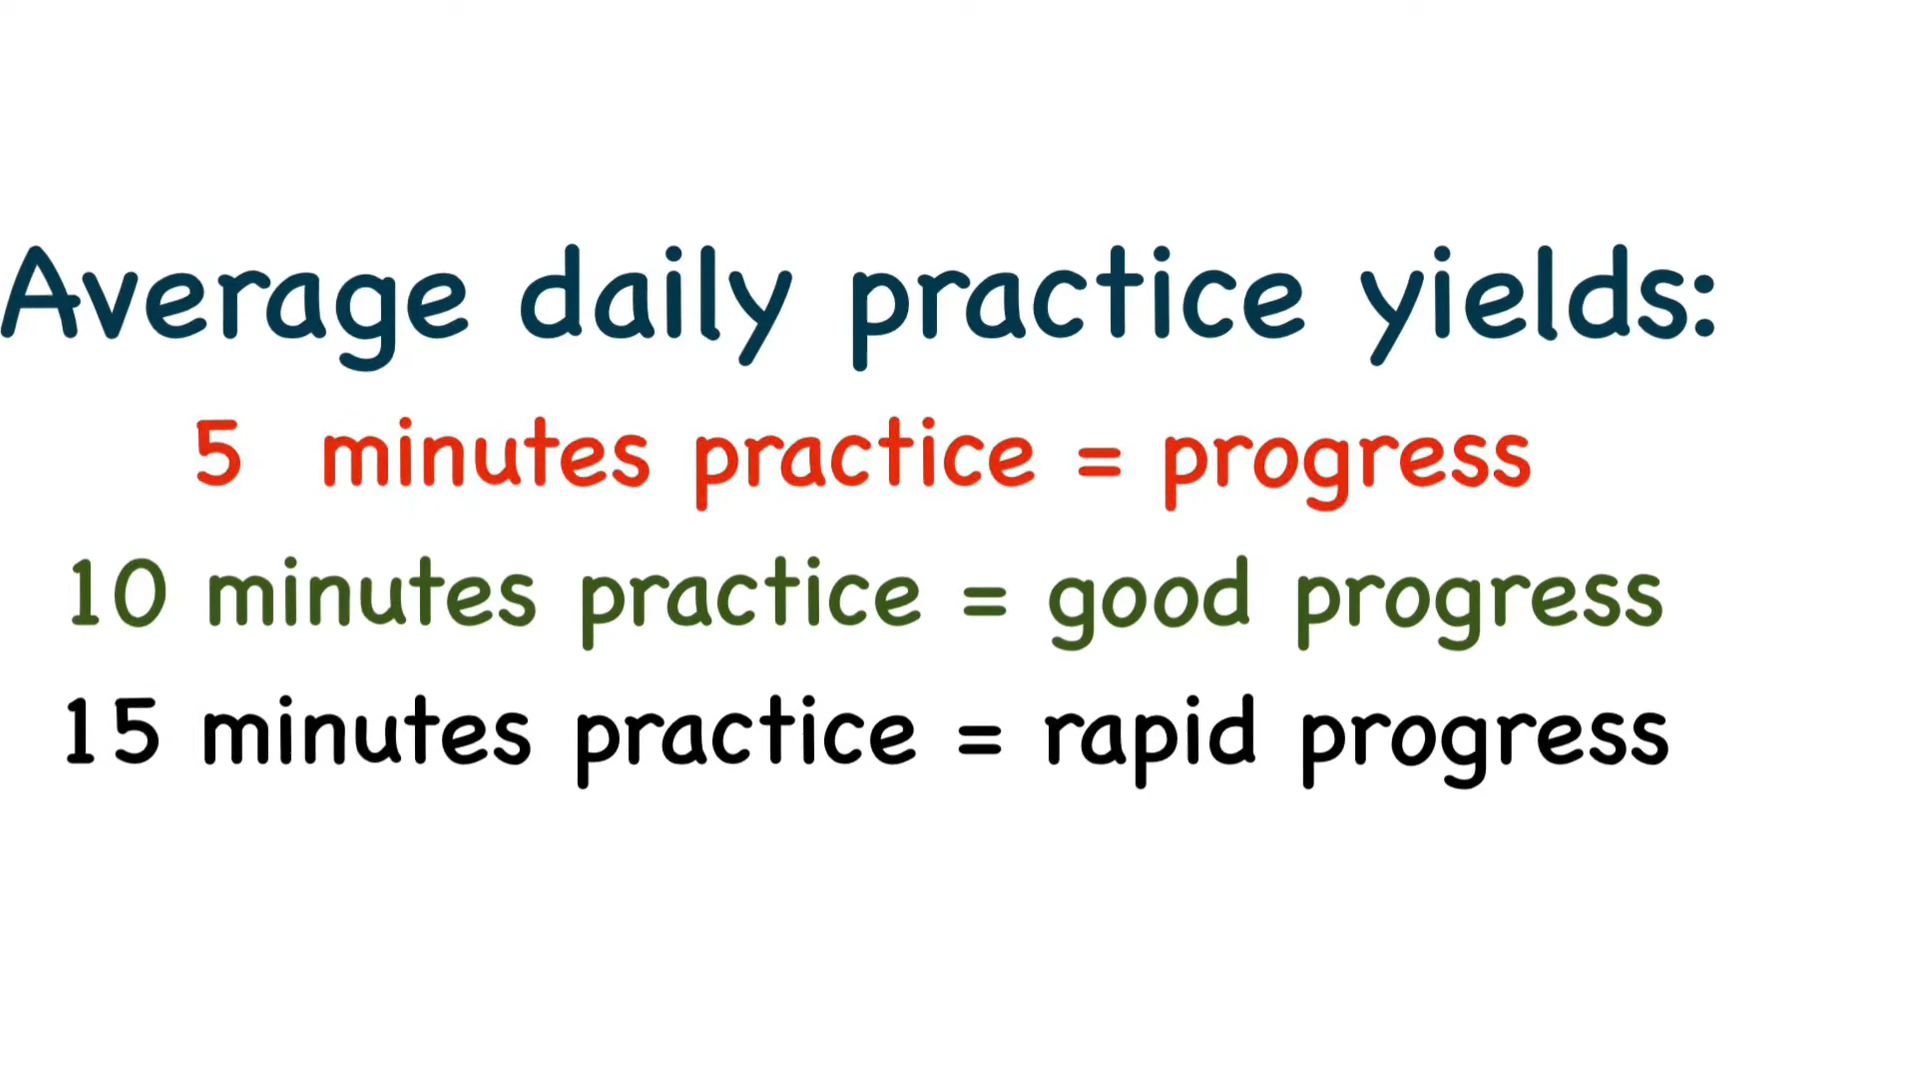 Average daily practice yields:
5 minutes practice = progress
10 minutes practice = good progress
15 minutes practice = rapid progress